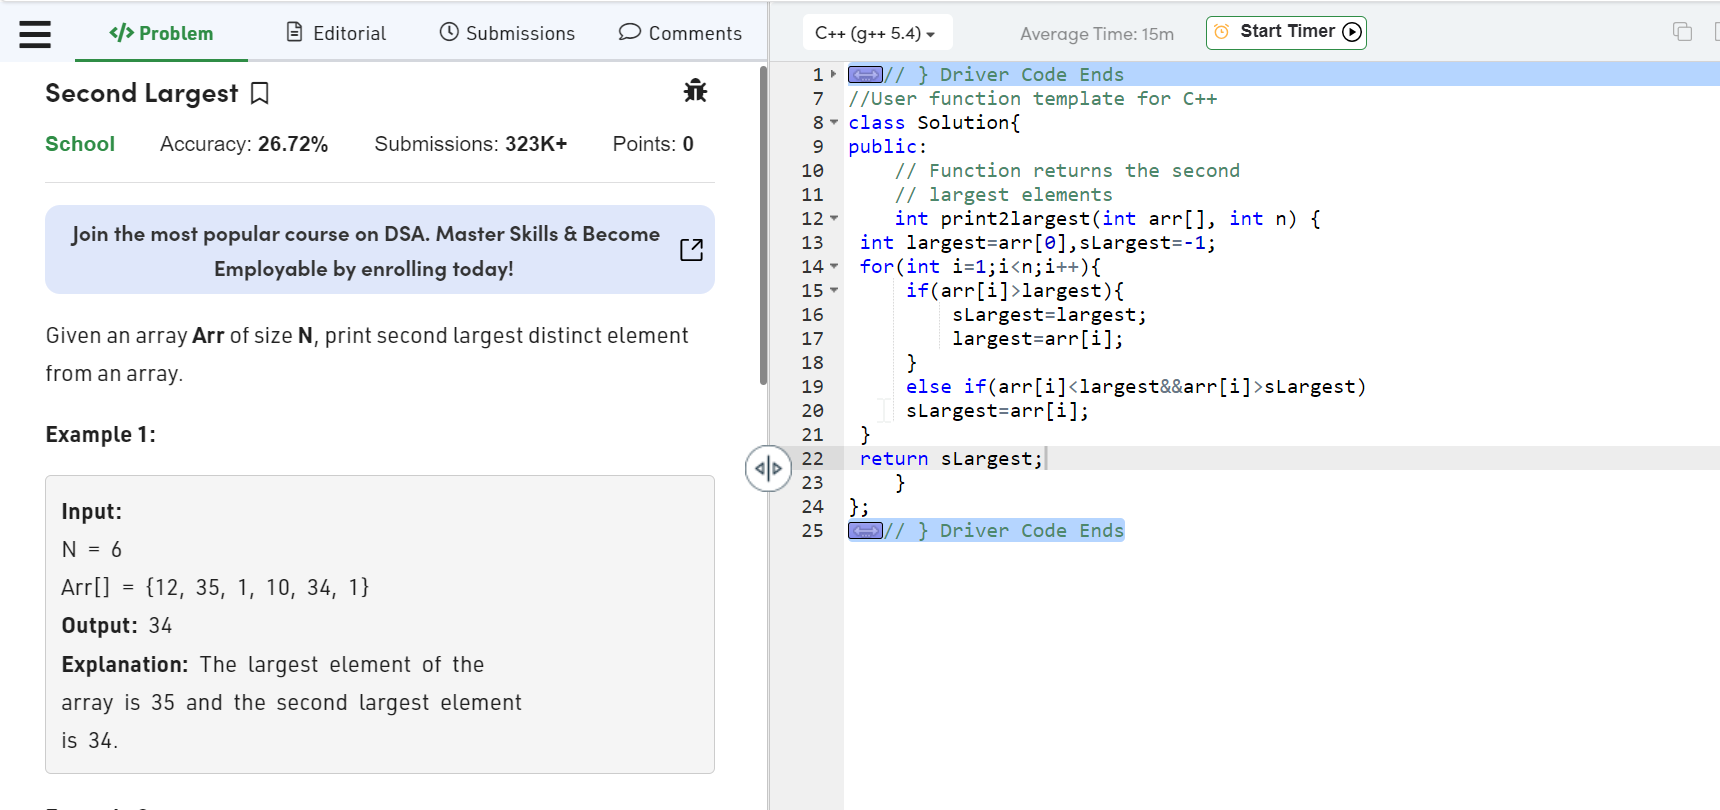 </> Problem Editorial Submissions Comments
Second Largest
School Accuracy: 26.72% Submissions: 323K+ Points: 0
Join the most popular course on DSA. Master Skills & Become
Employable by enrolling today!
Given an array Arr of size N, print second largest distinct element
from an array.
Example 1:
Input:
N = 6
Arr[] = {12, 35, 1, 10, 34, 1}
Output: 34
Explanation: The largest element of the
array is 35 and the second largest element
is 34.
C++ (g++ 5.4) Average Time: 15m Start Timer
1 // } Driver Code Ends
7 //User function template for C++
8 class Solution{
9 public:
10 // Function returns the second
11 // largest elements
12 int print2largest(int arr[], int n) {
13 int largest=arr[0],sLargest=-1;
14 for(int i=1;i<n;i++){
15 if(arr[i]>largest){
16 sLargest=largest;
17 largest=arr[i];
18 }
19 else if(arr[i]<largest&&arr[i]>sLargest)
20 sLargest=arr[i];
21 }
22 return sLargest;
23 }
24 };
25 // } Driver Code Ends